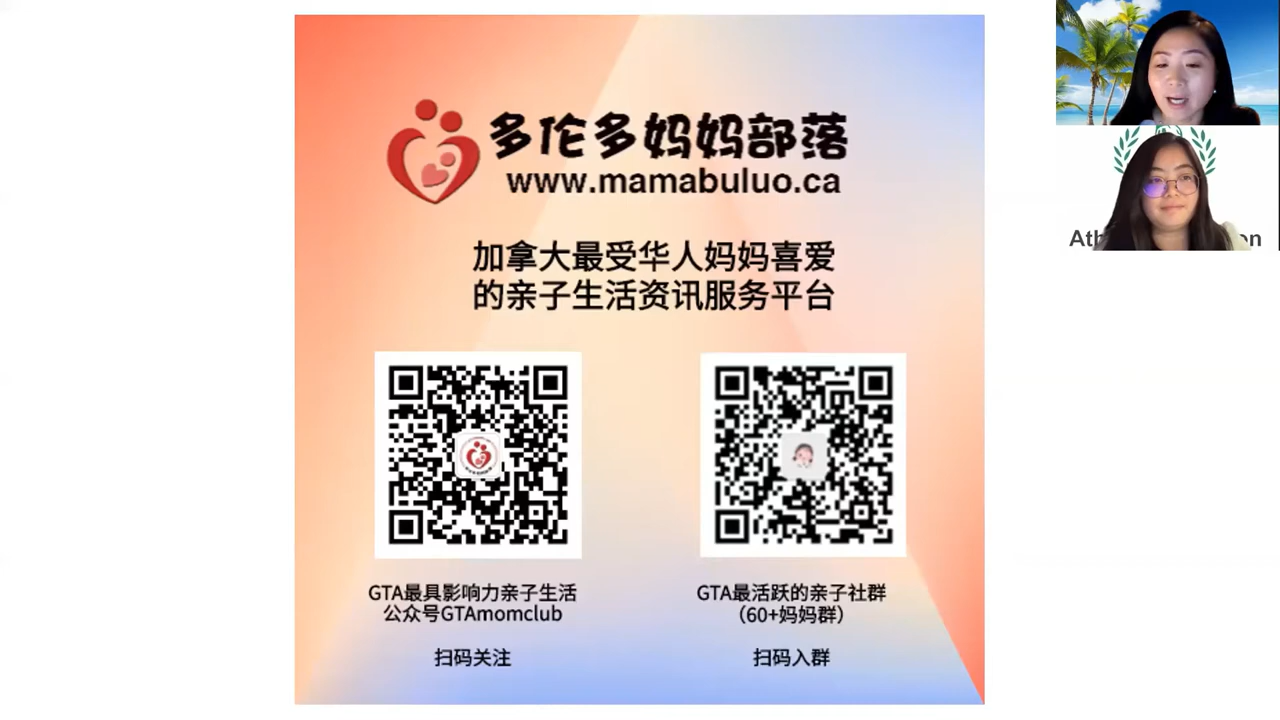 多伦多妈妈部落
www.mamabuluo.ca
加拿大最受华人妈妈喜爱
的亲子生活资讯服务平台
GTA最具影响力亲子生活
公众号GTAmomclub
扫码关注
GTA最活跃的亲子社群
（60+妈妈群）
扫码入群